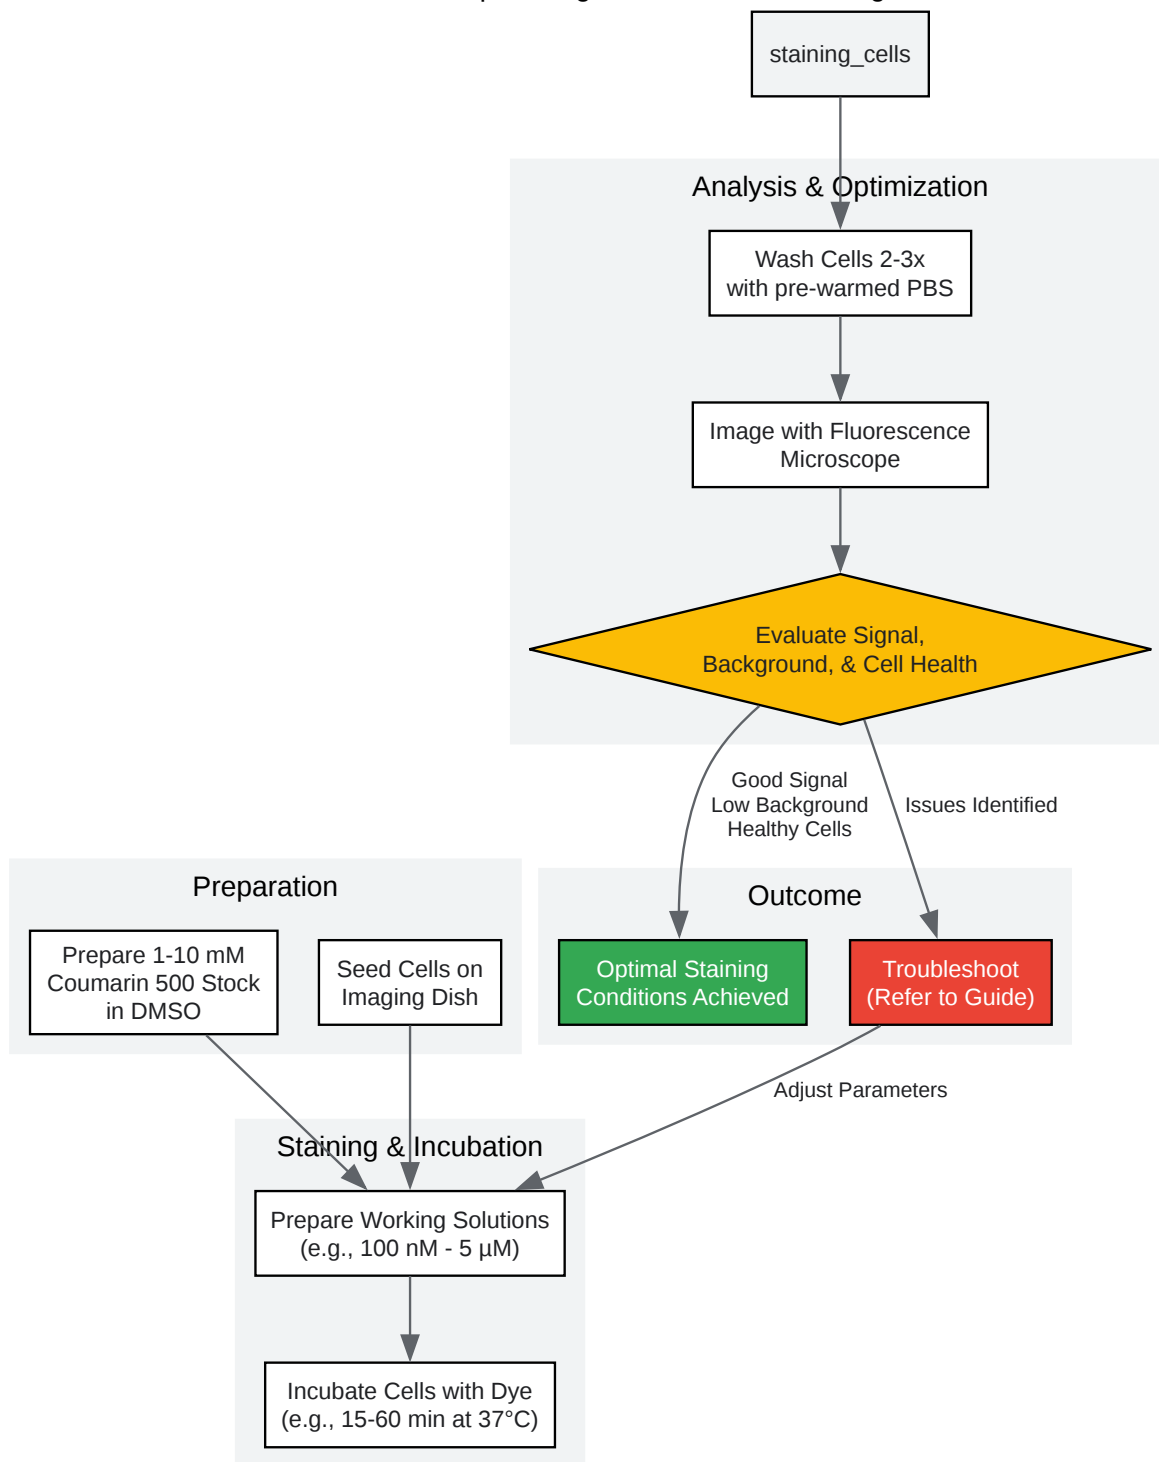 staining_cells
Analysis & Optimization
Wash Cells 2-3x
with pre-warmed PBS
Image with Fluorescence
Microscope
Evaluate Signal,
Background, & Cell Health
Good Signal
Low Background
Healthy Cells
Issues Identified
Preparation
Prepare 1-10 mM
Coumarin 500 Stock
in DMSO
Seed Cells on
Imaging Dish
Outcome
Optimal Staining
Conditions Achieved
Troubleshoot
(Refer to Guide)
Adjust Parameters
Staining & Incubation
Prepare Working Solutions
(e.g., 100 nM - 5 µM)
Incubate Cells with Dye
(e.g., 15-60 min at 37°C)